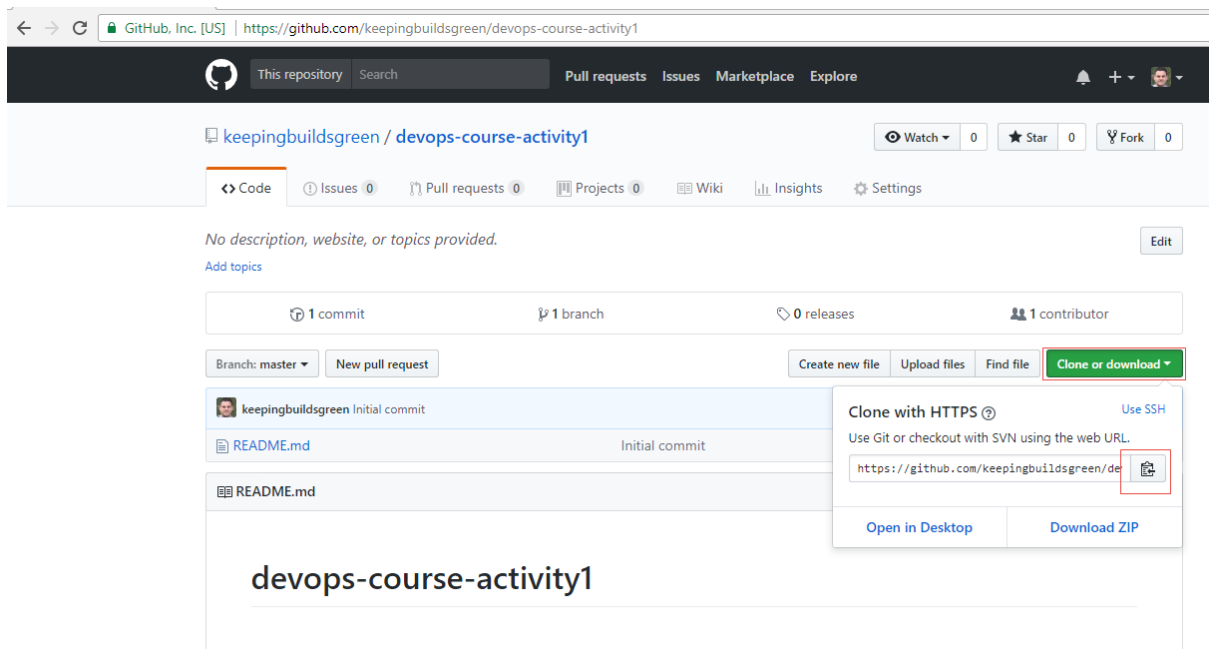 GitHub, Inc. [US] | https://github.com/keepingbuildsgreen/devops-course-activity1
This repository Search Pull requests Issues Marketplace Explore
keepingbuildsgreen / devops-course-activity1 Watch 0 Star 0 Fork 0
<> Code Issues 0 Pull requests 0 Projects 0 Wiki Insights Settings
No description, website, or topics provided. Edit
Add topics
1 commit 1 branch 0 releases 1 contributor
Branch: master New pull request Create new file Upload files Find file Clone or download
keepingbuildsgreen Initial commit
README.md Initial commit
Clone with HTTPS ? Use SSH
Use Git or checkout with SVN using the web URL.
https://github.com/keepingbuildsgreen/de
Open in Desktop Download ZIP
README.md
devops-course-activity1